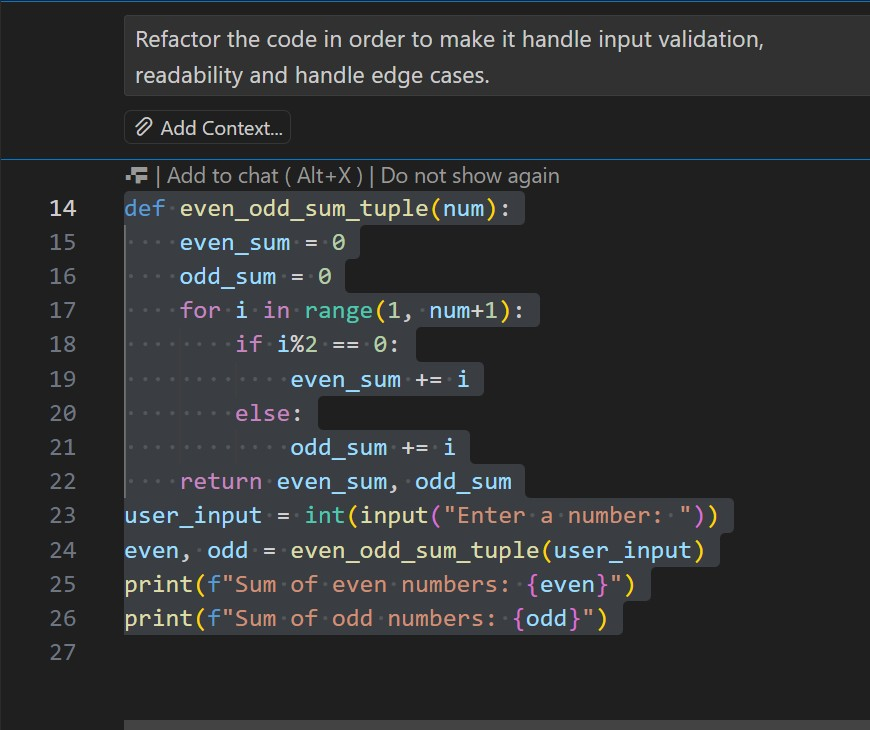 Refactor the code in order to make it handle input validation,
readability and handle edge cases.
Add Context...
| Add to chat ( Alt+X ) | Do not show again
14 def even_odd_sum_tuple(num):
15     even_sum = 0
16     odd_sum = 0
17     for i in range(1, num+1):
18         if i%2 == 0:
19             even_sum += i
20         else:
21             odd_sum += i
22     return even_sum, odd_sum
23 user_input = int(input("Enter a number: "))
24 even, odd = even_odd_sum_tuple(user_input)
25 print(f"Sum of even numbers: {even}")
26 print(f"Sum of odd numbers: {odd}")
27